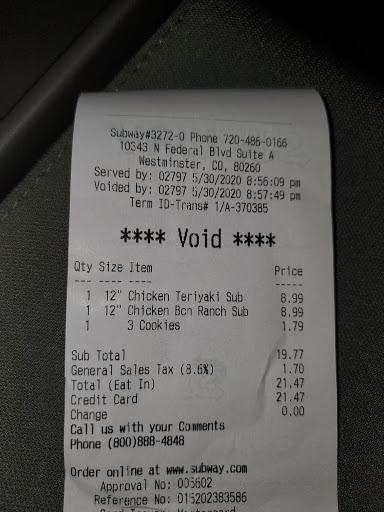 Subway#3272-0 Phone 720-486-0166
10343 N Federal Blvd Suite A
Westminster, CO, 80260
Served by: 02797 5/30/2020 8:56:09 pm
Voided by: 02797 5/30/2020 8:57:49 pm
Term ID-Trans# 1/A-370385
**** Void ****
Qty Size Item Price
--- ---- ---- -----
1 12" Chicken Teriyaki Sub 8.99
1 12" Chicken Bcn Ranch Sub 8.99
1 3 Cookies 1.79
Sub Total 19.77
General Sales Tax (8.6%) 1.70
Total (Eat In) 21.47
Credit Card 21.47
Change 0.00
Call us with your Comments
Phone (800)888-4848
Order online at www.subway.com
Approval No: 005602
Reference No: 015202383586